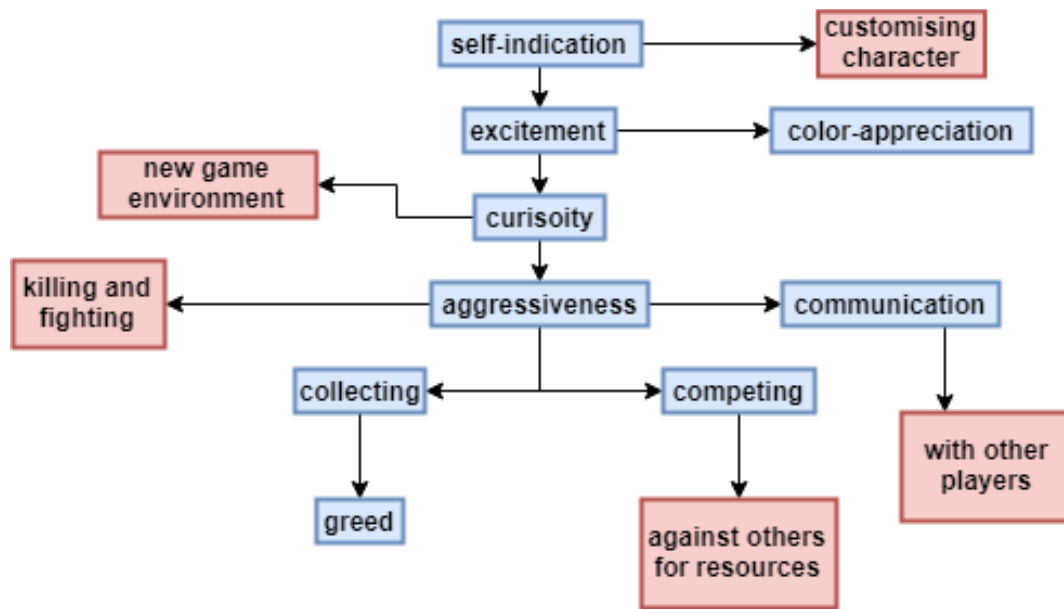 self-indication
customising
character
excitement
color-appreciation
new game
environment
curisoity
killing and
fighting
aggressiveness
communication
collecting
competing
with other
players
greed
against others
for resources